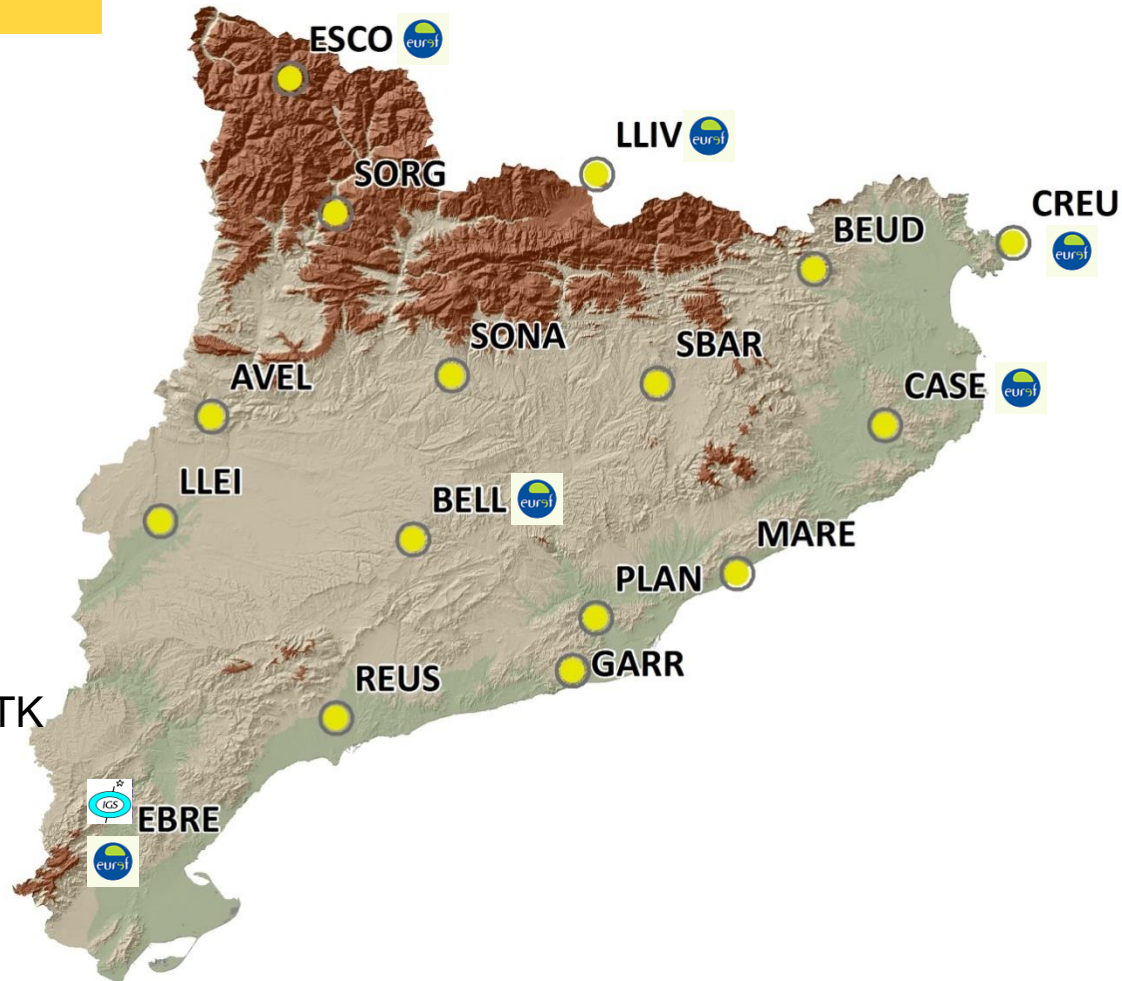 ESCO
euref
LLIV
euref
SORG
CREU
euref
BEUD
SONA
SBAR
AVEL
CASE
euref
LLEI
BELL
euref
MARE
PLAN
GARR
REUS
TK
IGS
EBRE
euref